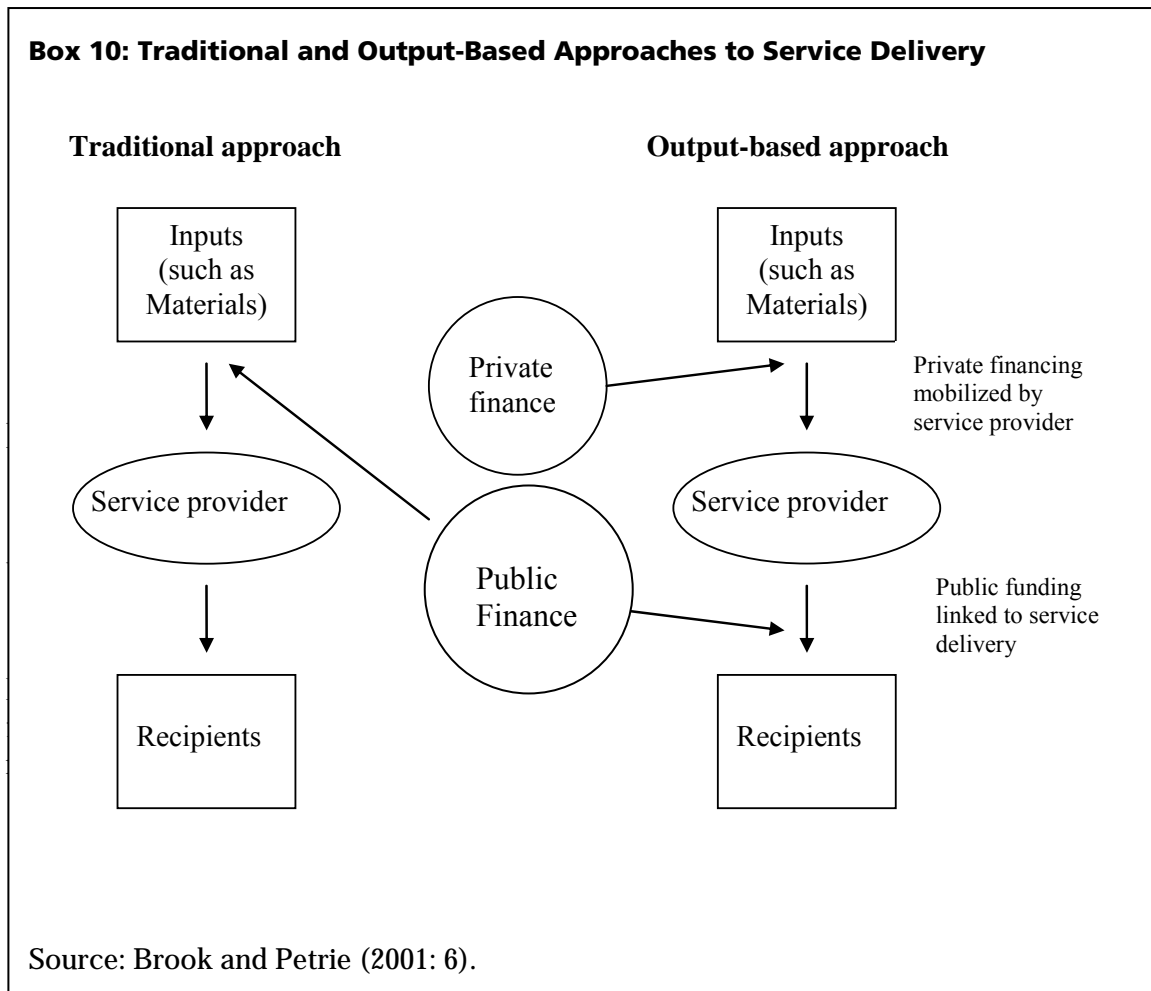 Box 10: Traditional and Output-Based Approaches to Service Delivery
Traditional approach
Output-based approach
Inputs
(such as
Materials)
Inputs
(such as
Materials)
Private
finance
Private financing
mobilized by
service provider
Service provider
Service provider
Public
Finance
Public funding
linked to service
delivery
Recipients
Recipients
Source: Brook and Petrie (2001: 6).